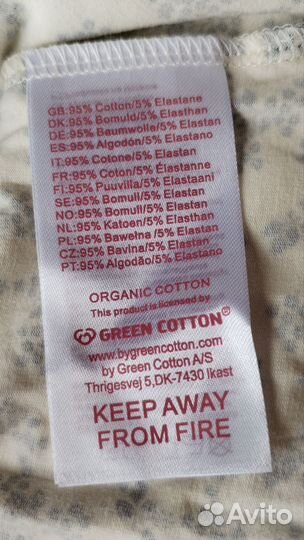 GB:95% Cotton/5% Elastane
DK:95% Bomuld/5% Elasthan
DE:95% Baumwolle/5% Elastane
ES:95% Algodón/5% Elastano
IT:95% Cotone/5% Elastan
FR:95% Coton/5% Elasthanne
FI:95% Puuvilla/5% Elastaani
SE:95% Bomull/5% Elastan
NO:95% Bomull/5% Elastan
NL:95% Katoen/5% Elasthan
PŁ:95% Bawełna/5% Elastan
CZ:95% Bavlna/5% Elastan
PT:95% Algodão/5% Elastano
ORGANIC COTTON
This product is licensed by
GREEN COTTON®
www.bygreencotton.com
by Green Cotton A/S
Thrigesvej 5,DK-7430 Ikast
KEEP AWAY
FROM FIRE
Avito